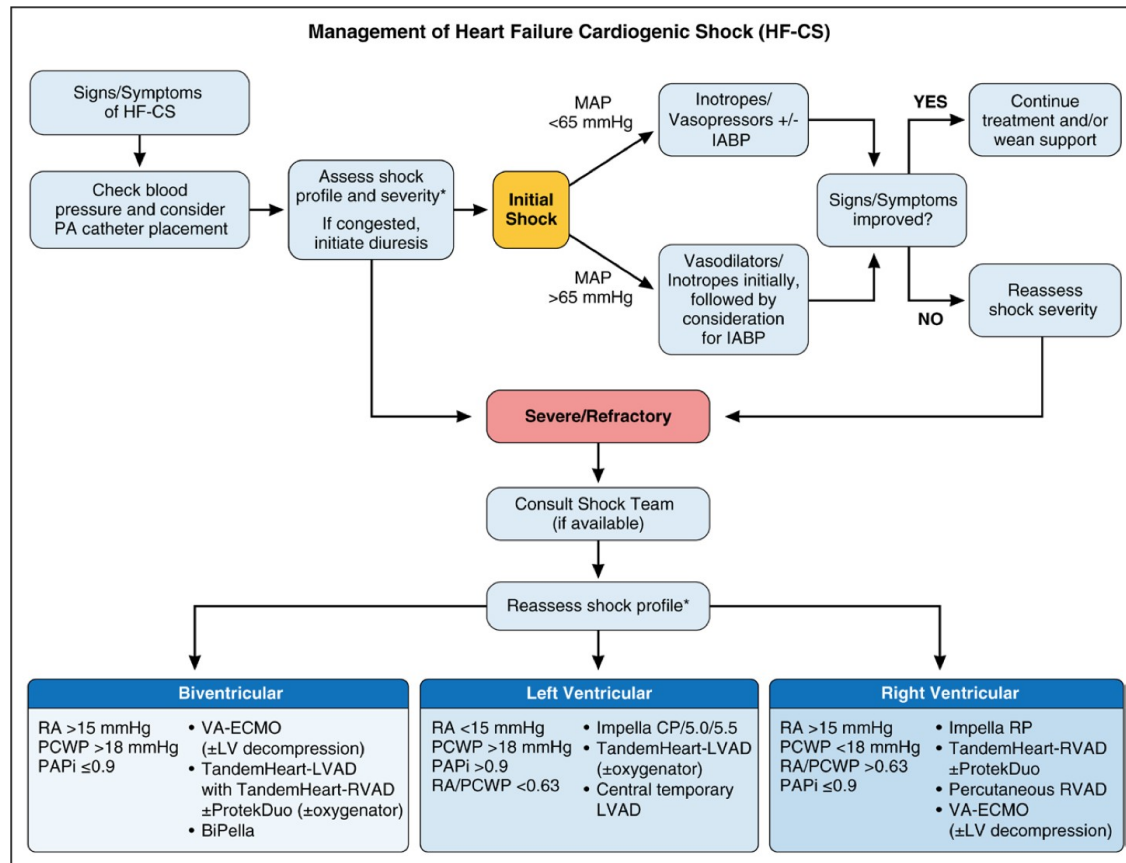 Management of Heart Failure Cardiogenic Shock (HF-CS)
Signs/Symptoms
of HF-CS
Check blood
pressure and consider
PA catheter placement
Assess shock
profile and severity*
If congested,
initiate diuresis
Initial
Shock
MAP
<65 mmHg
Inotropes/
Vasopressors +/-
IABP
MAP
>65 mmHg
Vasodilators/
Inotropes initially,
followed by
consideration
for IABP
Signs/Symptoms
improved?
YES
Continue
treatment and/or
wean support
NO
Reassess
shock severity
Severe/Refractory
Consult Shock Team
(if available)
Reassess shock profile*
Biventricular
RA >15 mmHg
PCWP >18 mmHg
PAPi ≤0.9
• VA-ECMO
(±LV decompression)
• TandemHeart-LVAD
with TandemHeart-RVAD
±ProtekDuo (±oxygenator)
• BiPella
Left Ventricular
RA <15 mmHg
PCWP >18 mmHg
PAPi >0.9
RA/PCWP <0.63
• Impella CP/5.0/5.5
• TandemHeart-LVAD
(±oxygenator)
• Central temporary
LVAD
Right Ventricular
RA >15 mmHg
PCWP <18 mmHg
RA/PCWP >0.63
PAPi ≤0.9
• Impella RP
• TandemHeart-RVAD
±ProtekDuo
• Percutaneous RVAD
• VA-ECMO
(±LV decompression)